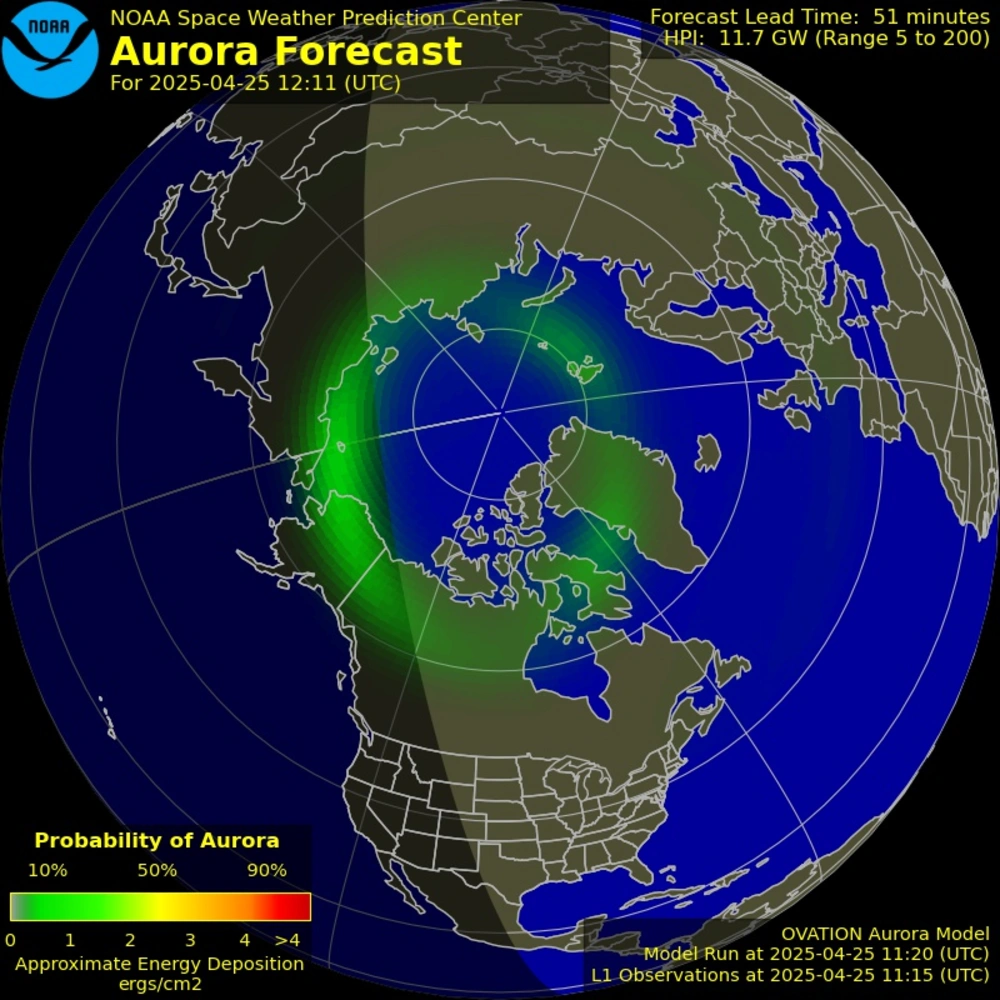 NOAA
NOAA Space Weather Prediction Center
Aurora Forecast
For 2025-04-25 12:11 (UTC)
Forecast Lead Time: 51 minutes
HPI: 11.7 GW (Range 5 to 200)
Probability of Aurora
10% 50% 90%
0 1 2 3 4 >4
Approximate Energy Deposition
ergs/cm2
OVATION Aurora Model
Model Run at 2025-04-25 11:20 (UTC)
L1 Observations at 2025-04-25 11:15 (UTC)